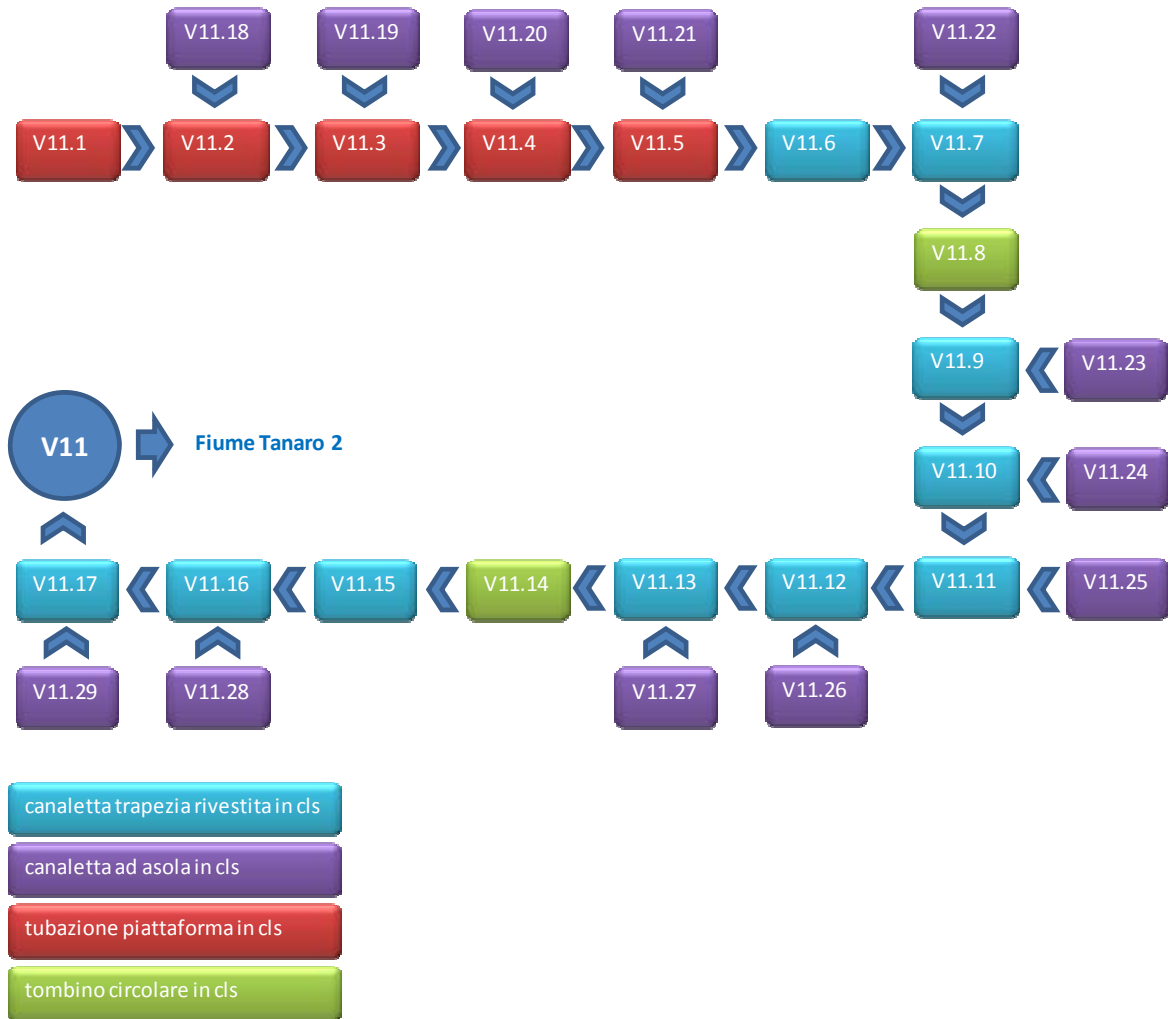 V11.18
V11.19
V11.20
V11.21
V11.22
V11.1
V11.2
V11.3
V11.4
V11.5
V11.6
V11.7
V11.8
V11.9
V11.23
V11
Fiume Tanaro 2
V11.10
V11.24
V11.17
V11.16
V11.15
V11.14
V11.13
V11.12
V11.11
V11.25
V11.29
V11.28
V11.27
V11.26
canaletta trapezia rivestita in cls
canaletta ad asola in cls
tubazione piattaforma in cls
tombino circolare in cls